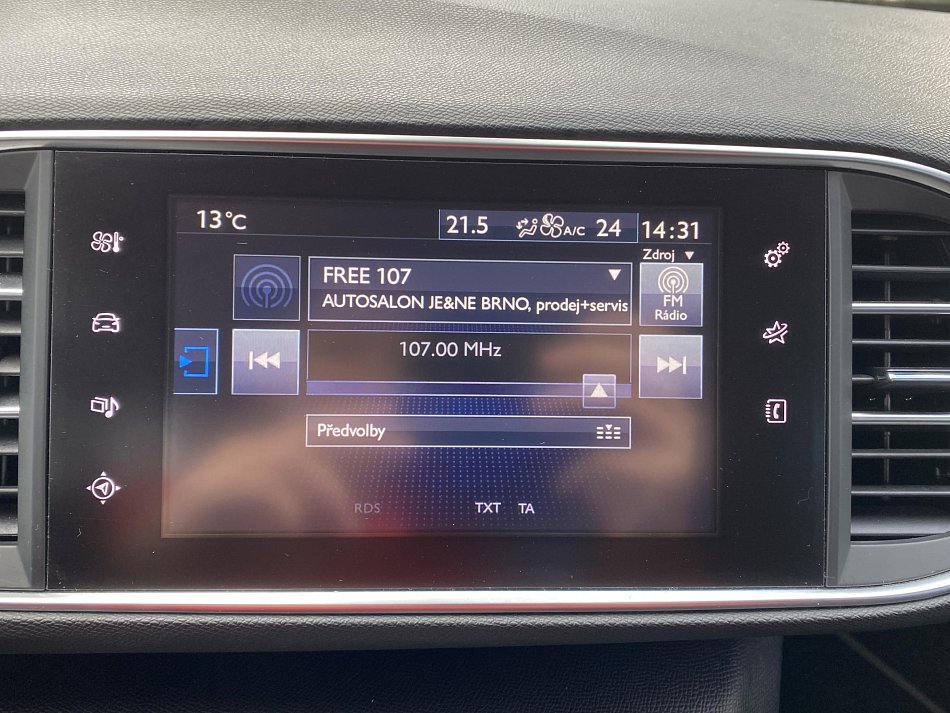 13°C 21.5 A/C 24 14:31
Zdroj
FREE 107
AUTOSALON JE&NE BRNO, prodej+servis
FM
Rádio
107.00 MHz
Předvolby
RDS TXT TA